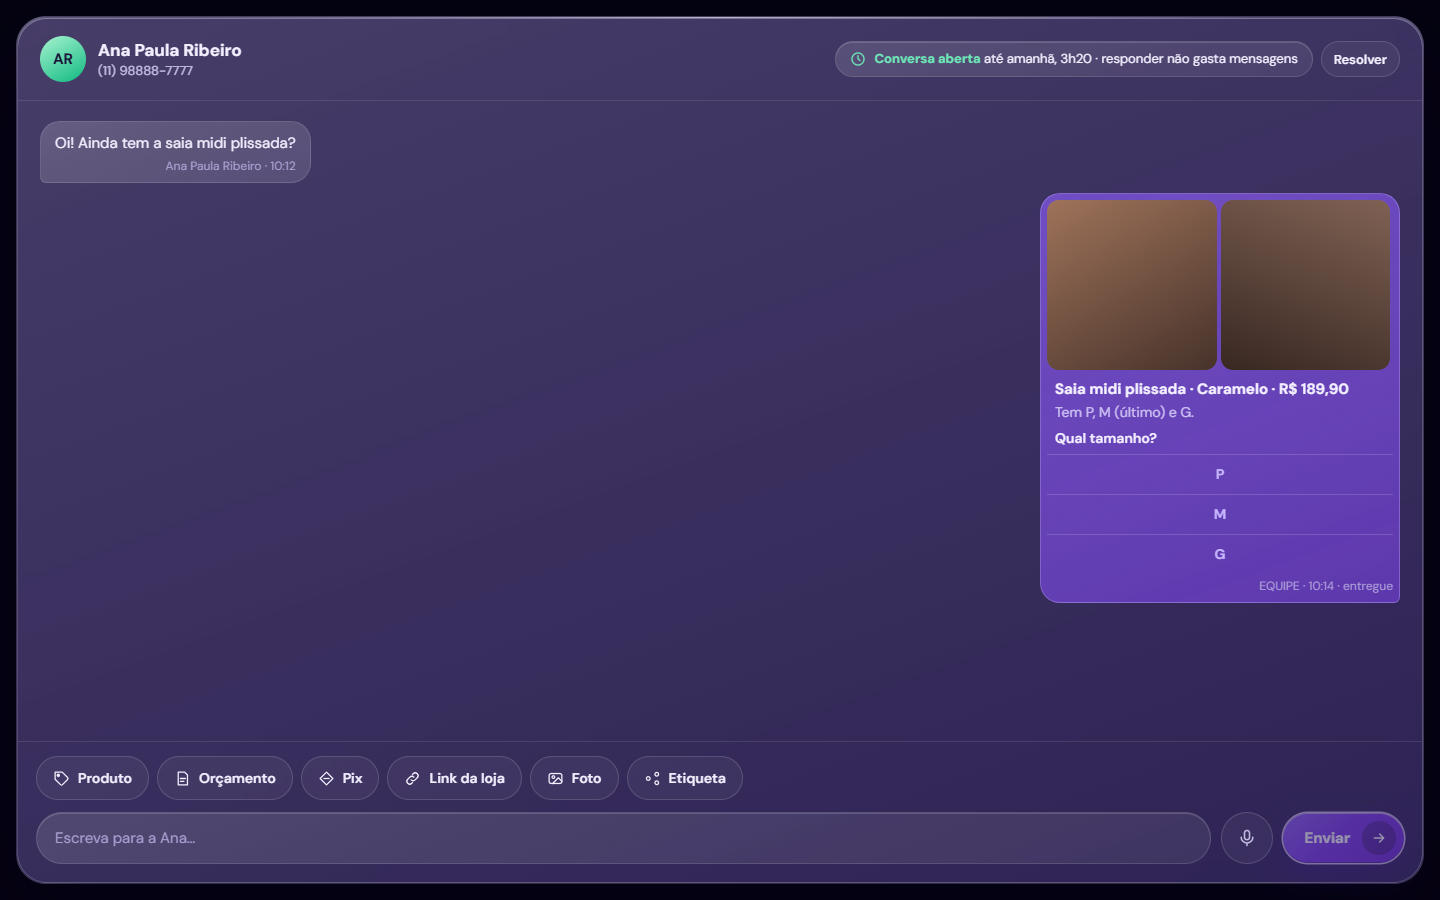 AR
Ana Paula Ribeiro
(11) 98888-7777
Conversa aberta até amanhã, 3h20 · responder não gasta mensagens
Resolver
Oi! Ainda tem a saia midi plissada?
Ana Paula Ribeiro · 10:12
Saia midi plissada · Caramelo · R$ 189,90
Tem P, M (último) e G.
Qual tamanho?
P
M
G
EQUIPE · 10:14 · entregue
Produto
Orçamento
Pix
Link da loja
Foto
Etiqueta
Escreva para a Ana...
Enviar